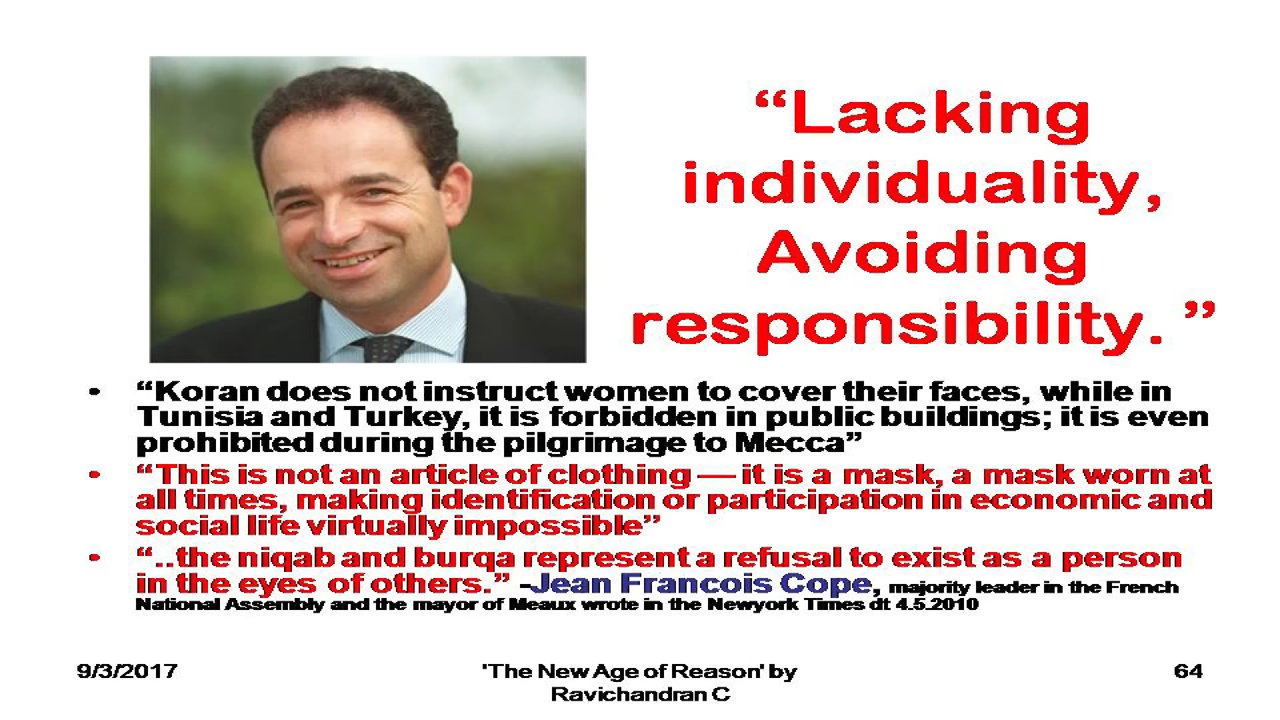 “Lacking
individuality,
Avoiding
responsibility. ”
• “Koran does not instruct women to cover their faces, while in
Tunisia and Turkey, it is forbidden in public buildings; it is even
prohibited during the pilgrimage to Mecca”
• “This is not an article of clothing — it is a mask, a mask worn at
all times, making identification or participation in economic and
social life virtually impossible”
• “..the niqab and burqa represent a refusal to exist as a person
in the eyes of others.” -Jean Francois Cope, majority leader in the French
National Assembly and the mayor of Meaux wrote in the Newyork Times dt 4.5.2010
9/3/2017
'The New Age of Reason' by
Ravichandran C
64